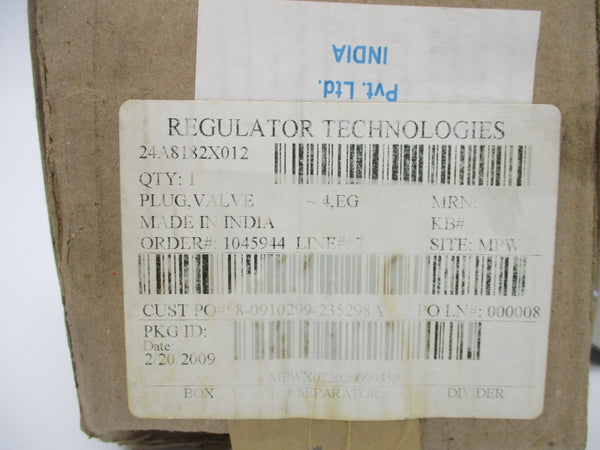 Pvt. Ltd.
INDIA
REGULATOR TECHNOLOGIES
24A8182X012
QTY: 1
PLUG,VALVE ~ 4,EG MRN:
MADE IN INDIA KB#
ORDER#: 1045944 LINE#: 7 SITE: MPW
CUST PO#: 8-0910299-235298A PO LN#: 000008
PKG ID:
Date:
2/20/2009
MPWX022020090359
BOX SEPARATOR DIVIDER